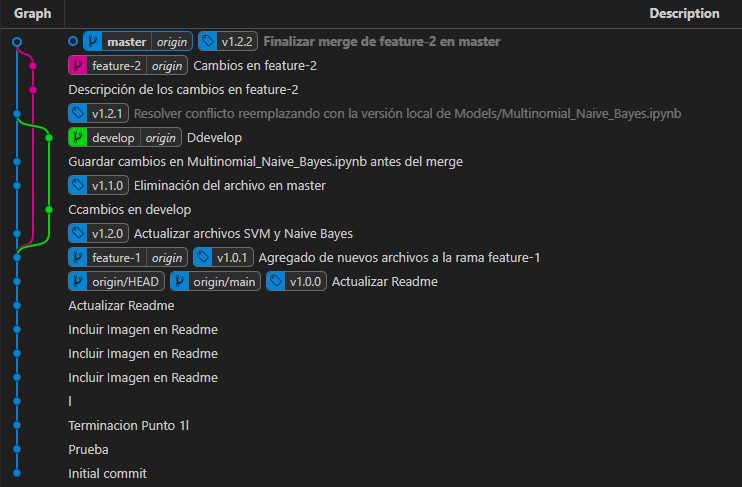 Graph Description
master origin v1.2.2 Finalizar merge de feature-2 en master
feature-2 origin Cambios en feature-2
Descripción de los cambios en feature-2
v1.2.1 Resolver conflicto reemplazando con la versión local de Models/Multinomial_Naive_Bayes.ipynb
develop origin Ddevelop
Guardar cambios en Multinomial_Naive_Bayes.ipynb antes del merge
v1.1.0 Eliminación del archivo en master
Ccambios en develop
v1.2.0 Actualizar archivos SVM y Naive Bayes
feature-1 origin v1.0.1 Agregado de nuevos archivos a la rama feature-1
origin/HEAD origin/main v1.0.0 Actualizar Readme
Actualizar Readme
Incluir Imagen en Readme
Incluir Imagen en Readme
Incluir Imagen en Readme
l
Terminacion Punto 1l
Prueba
Initial commit